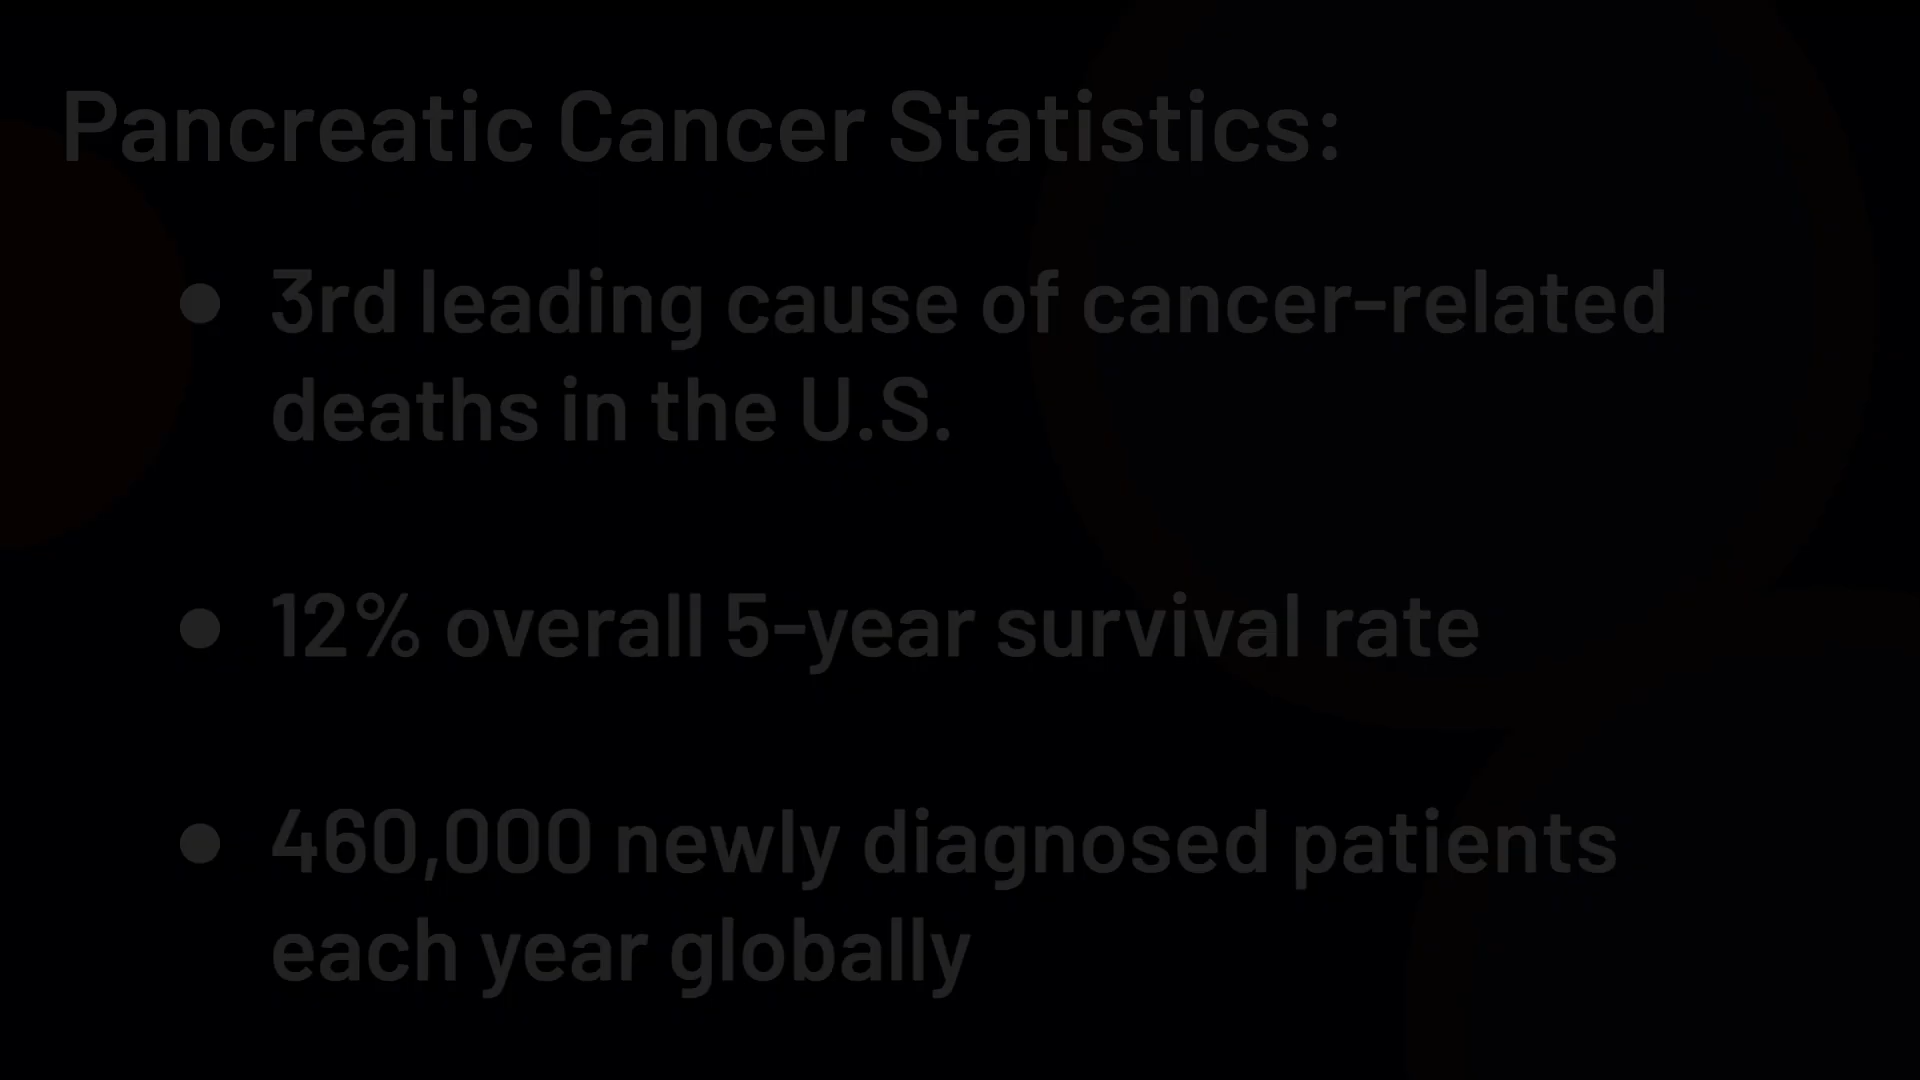 Pancreatic Cancer Statistics:
● 3rd leading cause of cancer-related
deaths in the U.S.
● 12% overall 5-year survival rate
● 460,000 newly diagnosed patients
each year globally